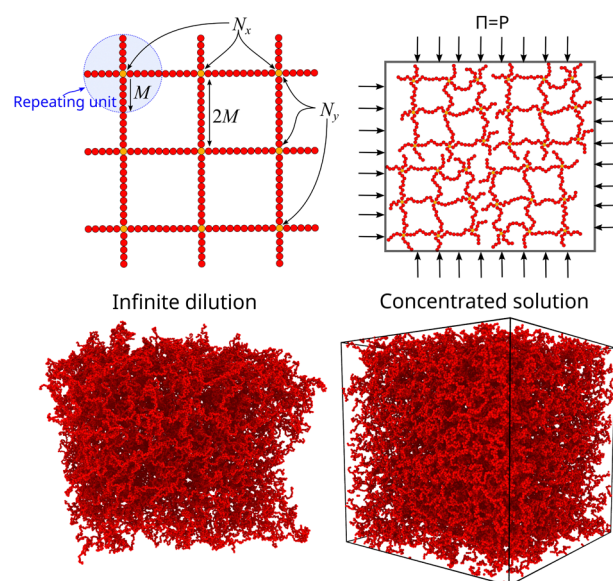 N_x
Π=P
M
Repeating unit
2M
N_y
Infinite dilution
Concentrated solution